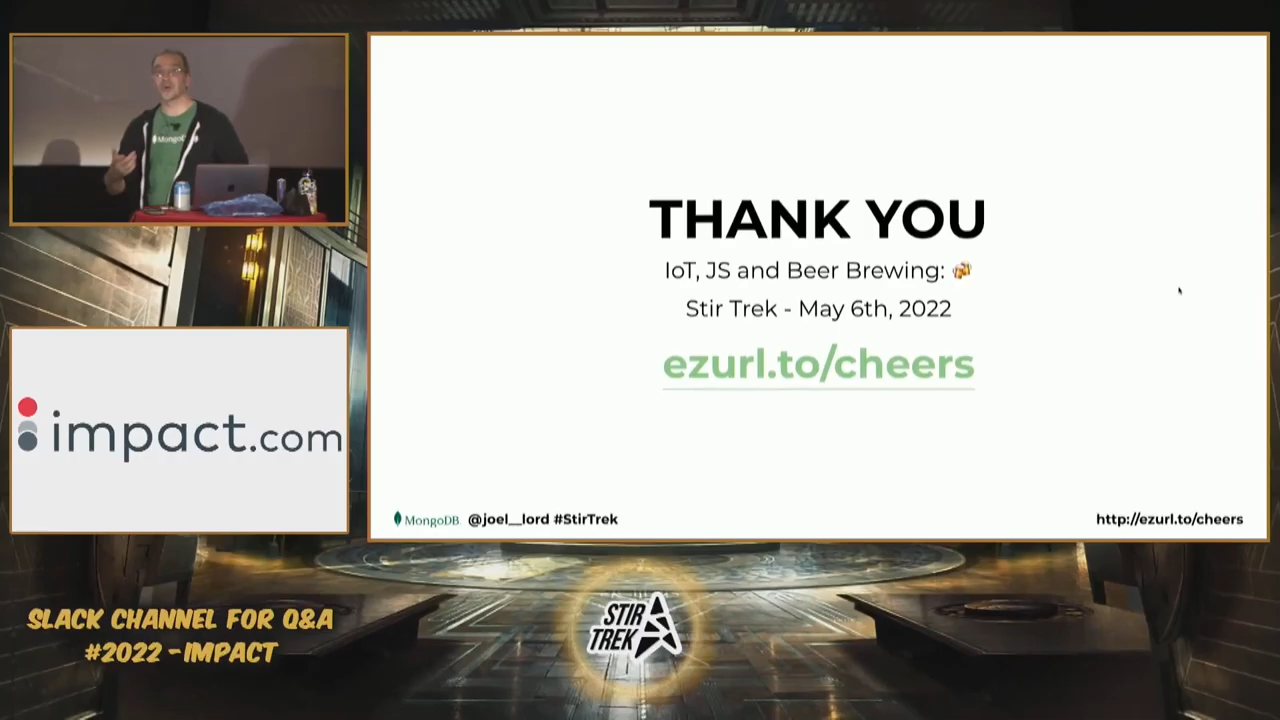 MongoDB
THANK YOU
IoT, JS and Beer Brewing: 🍻
Stir Trek - May 6th, 2022
ezurl.to/cheers
MongoDB. @joel__lord #StirTrek
http://ezurl.to/cheers
impact.com
SLACK CHANNEL FOR Q&A
#2022 -IMPACT
STIR
TREK